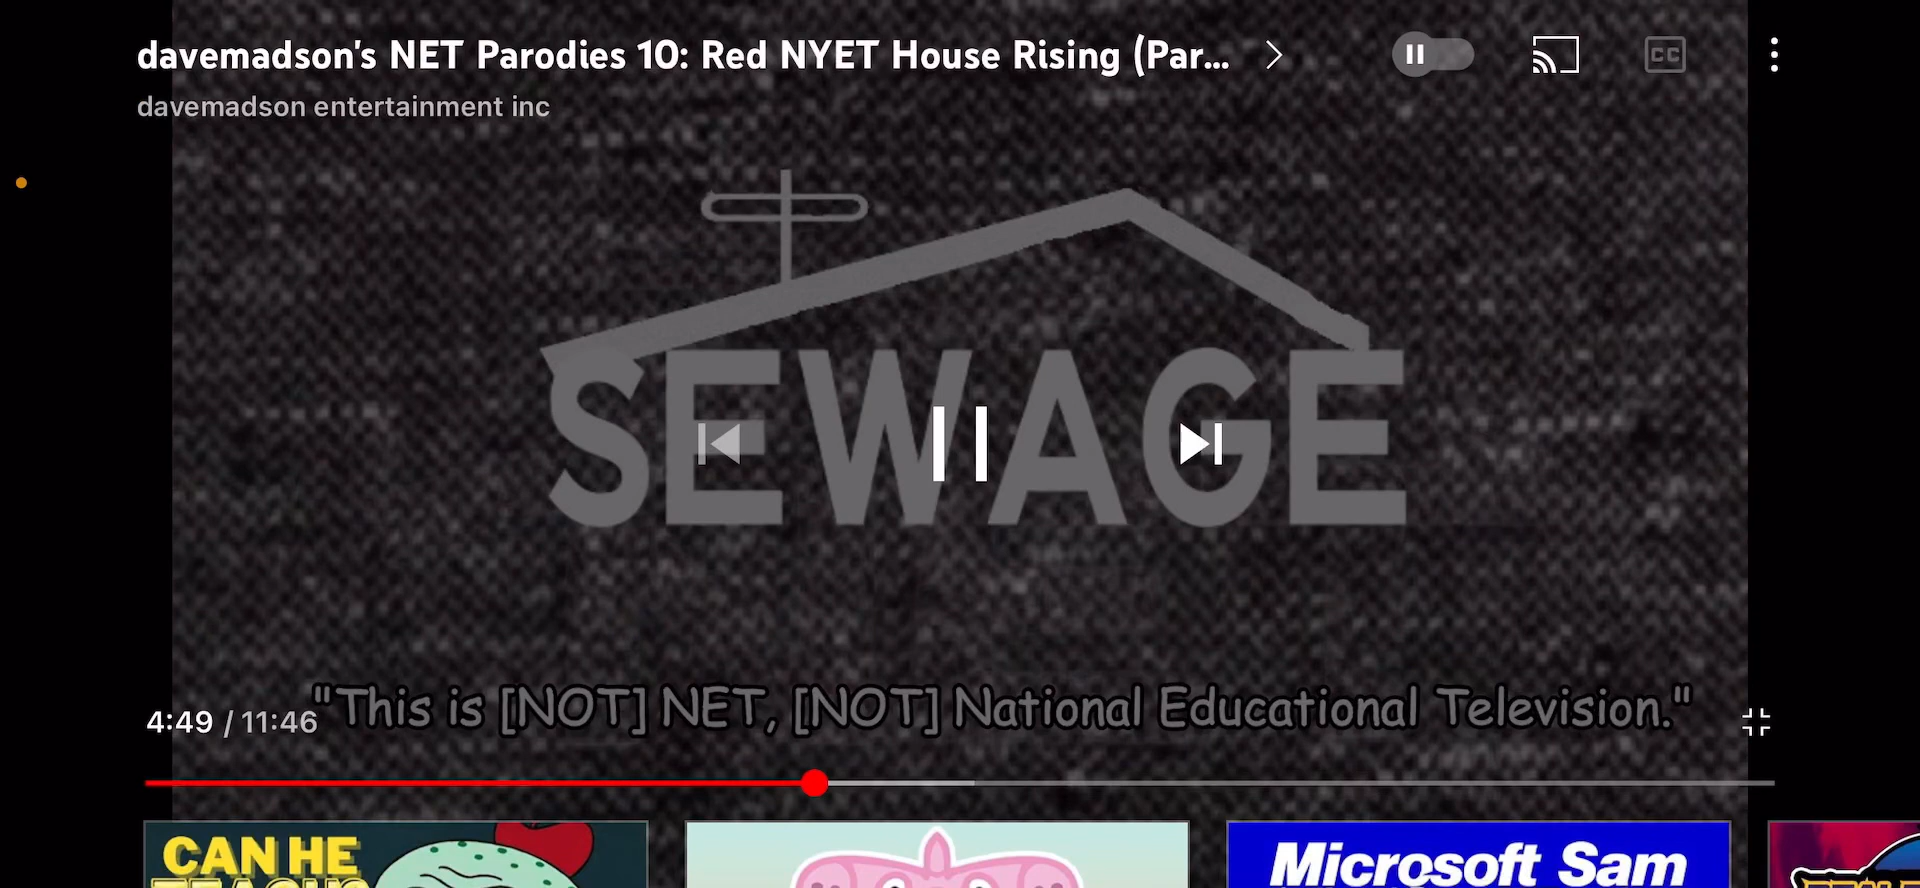 davemadson's NET Parodies 10: Red NYET House Rising (Par...
CC
davemadson entertainment inc
SEWAGE
"This is [NOT] NET, [NOT] National Educational Television."
4:49 / 11:46
CAN HE
Microsoft Sam